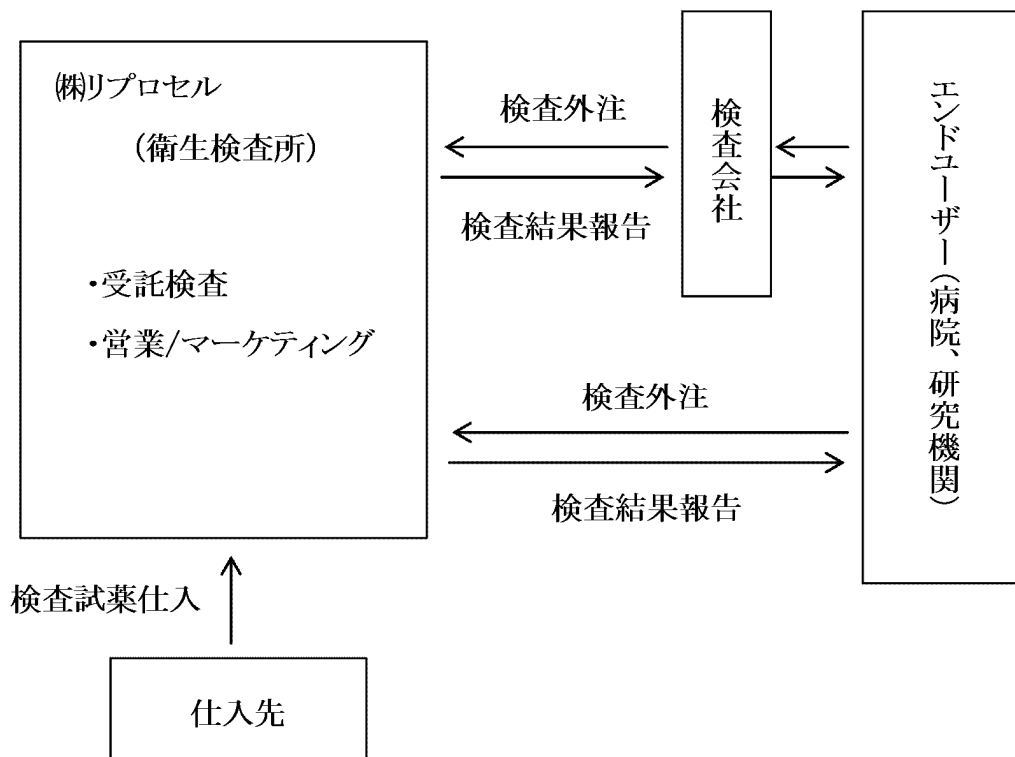 ㈱リプロセル
(衛生検査所)
・受託検査
・営業/マーケティング
検査外注
検査結果報告
検査会社
検査外注
検査結果報告
エンドユーザー(病院、研究機関)
検査試薬仕入
仕入先